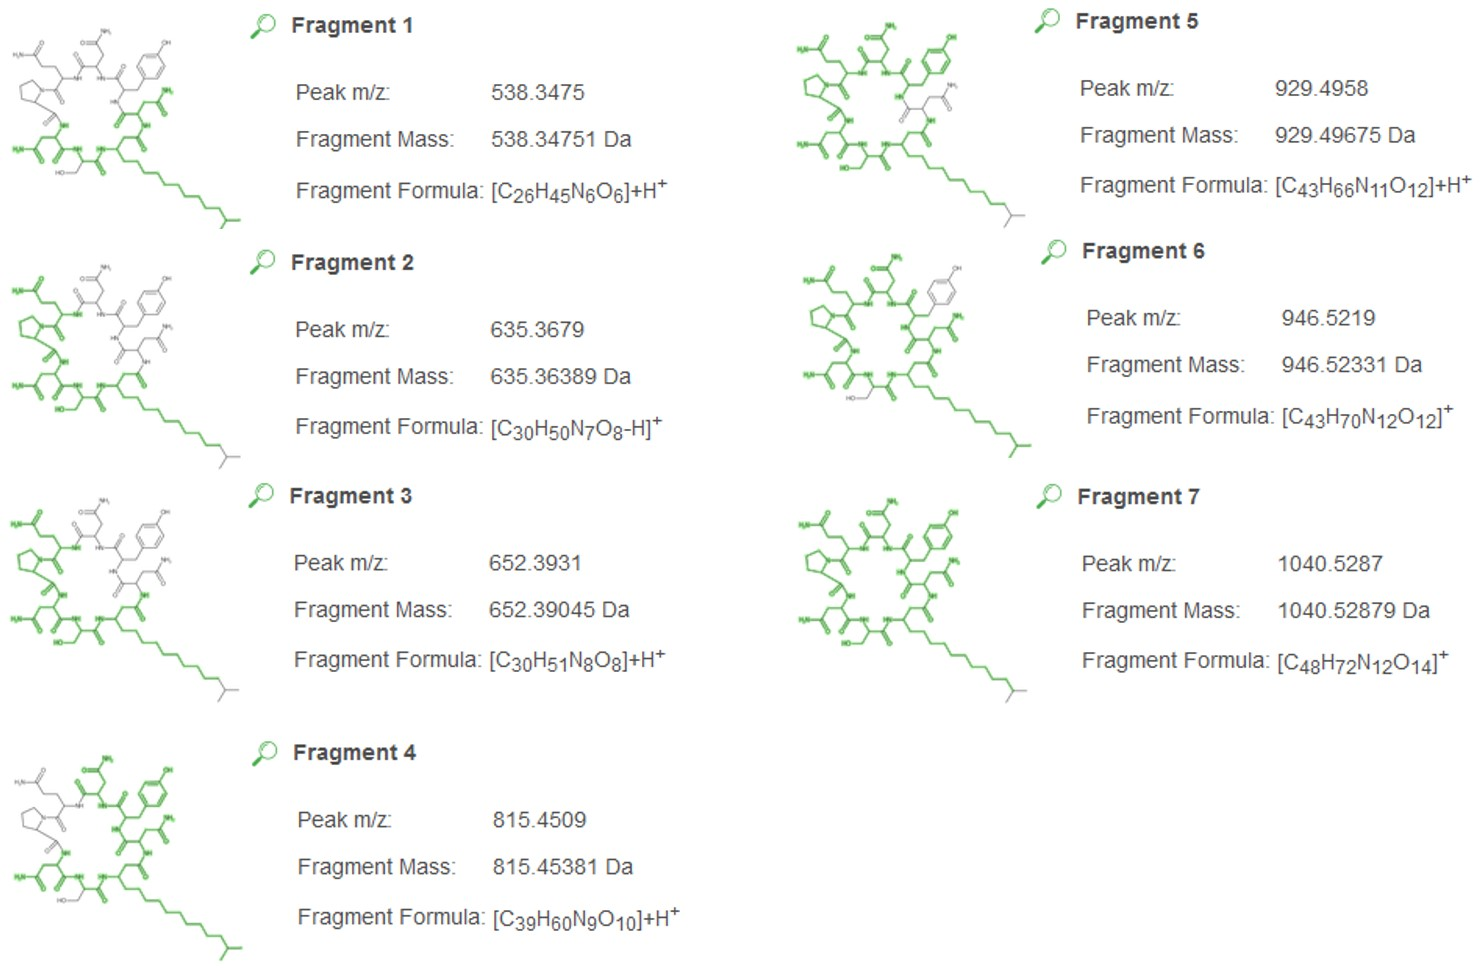 Fragment 1
Peak m/z: 538.3475
Fragment Mass: 538.34751 Da
Fragment Formula: [C26H45N6O6]+H+
Fragment 2
Peak m/z: 635.3679
Fragment Mass: 635.36389 Da
Fragment Formula: [C30H50N7O8-H]+
Fragment 3
Peak m/z: 652.3931
Fragment Mass: 652.39045 Da
Fragment Formula: [C30H51N8O8]+H+
Fragment 4
Peak m/z: 815.4509
Fragment Mass: 815.45381 Da
Fragment Formula: [C39H60N9O10]+H+
Fragment 5
Peak m/z: 929.4958
Fragment Mass: 929.49675 Da
Fragment Formula: [C43H66N11O12]+H+
Fragment 6
Peak m/z: 946.5219
Fragment Mass: 946.52331 Da
Fragment Formula: [C43H70N12O12]+
Fragment 7
Peak m/z: 1040.5287
Fragment Mass: 1040.52879 Da
Fragment Formula: [C48H72N12O14]+